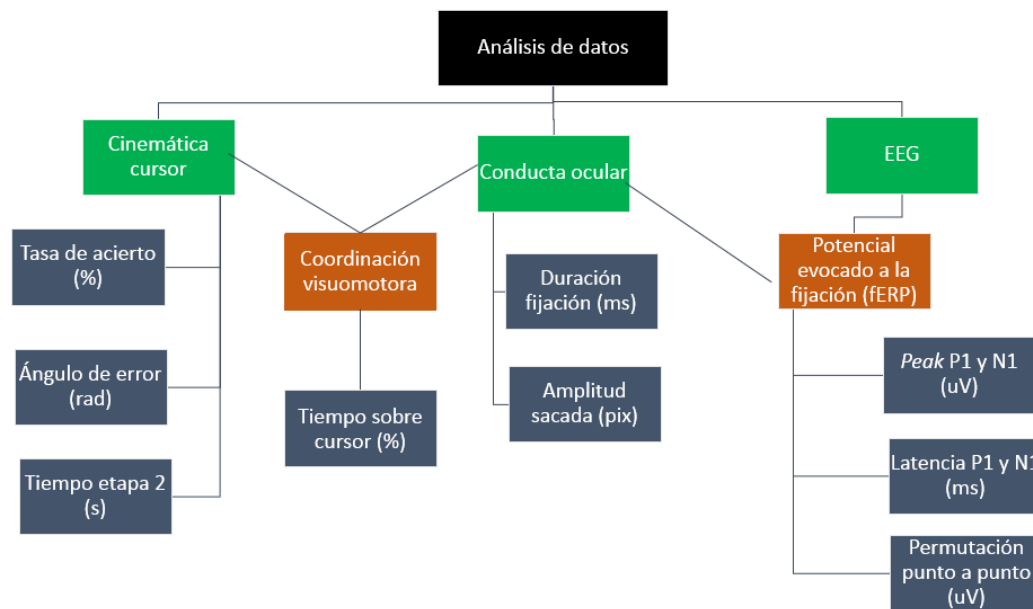 Análisis de datos
Cinemática
cursor
Conducta ocular
EEG
Tasa de acierto
(%)
Ángulo de error
(rad)
Tiempo etapa 2
(s)
Coordinación
visuomotora
Tiempo sobre
cursor (%)
Duración
fijación (ms)
Amplitud
sacada (pix)
Potencial
evocado a la
fijación (fERP)
Peak P1 y N1
(uV)
Latencia P1 y N1
(ms)
Permutación
punto a punto
(uV)